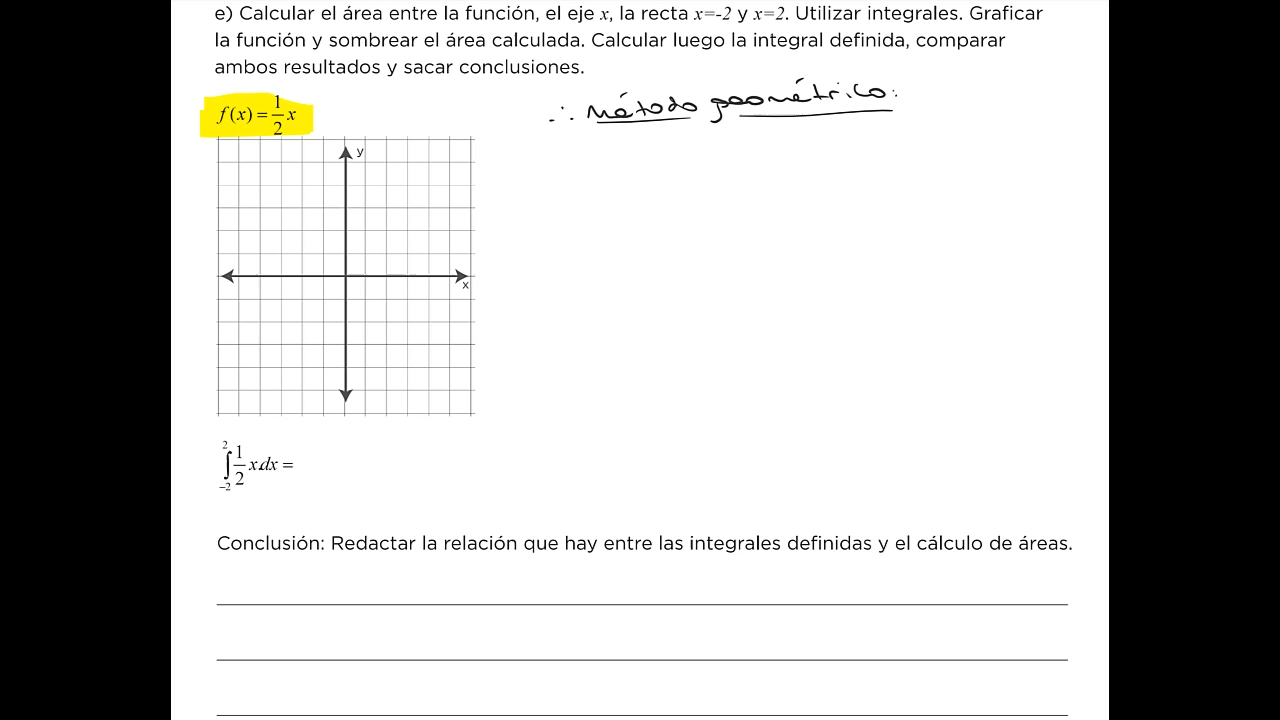 e) Calcular el área entre la función, el eje x, la recta x=-2 y x=2. Utilizar integrales. Graficar
la función y sombrear el área calculada. Calcular luego la integral definida, comparar
ambos resultados y sacar conclusiones.
∴ Método geométrico:
f(x) = 1/2 x
y
x
∫_{-2}^{2} 1/2 x.dx =
Conclusión: Redactar la relación que hay entre las integrales definidas y el cálculo de áreas.